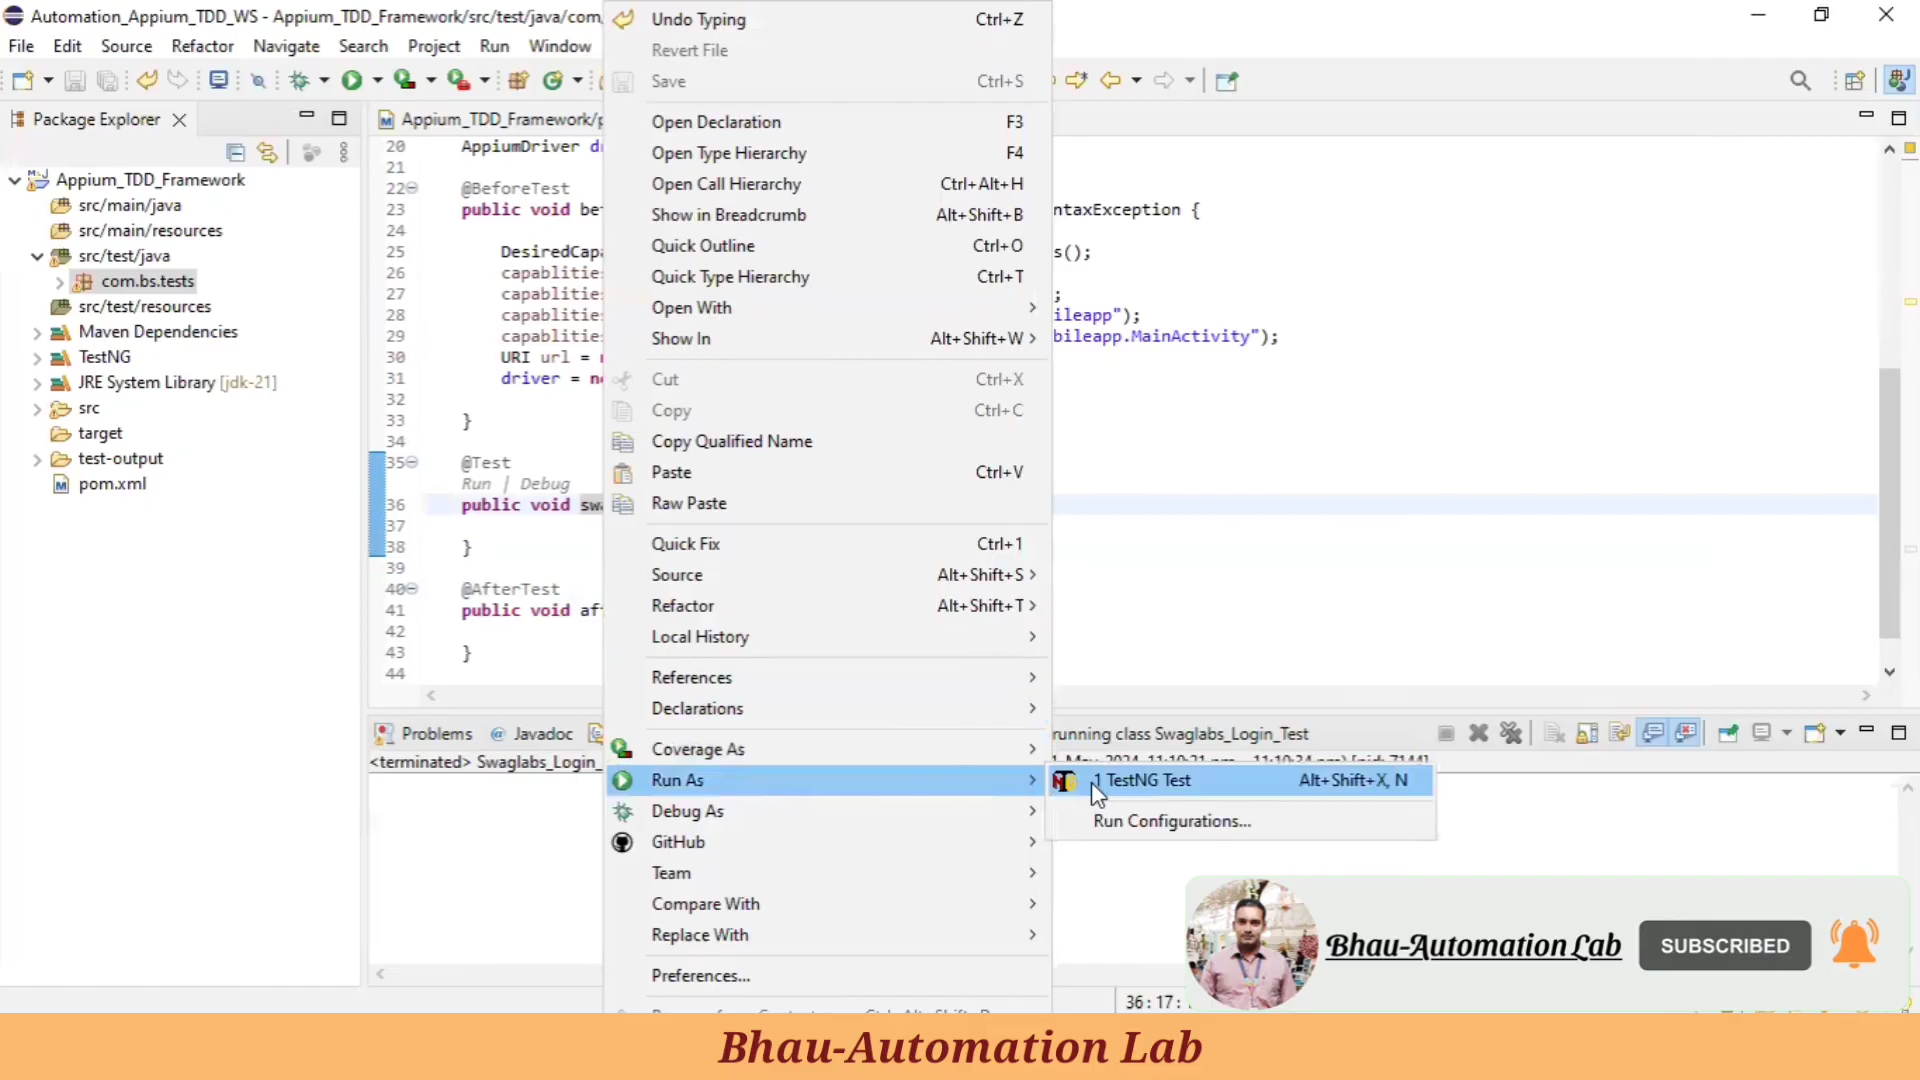 Automation_Appium_TDD_WS - Appium_TDD_Framework/src/test/java/com
File Edit Source Refactor Navigate Search Project Run Window
Package Explorer
Appium_TDD_Framework
src/main/java
src/main/resources
src/test/java
com.bs.tests
src/test/resources
Maven Dependencies
TestNG
JRE System Library [jdk-21]
src
target
test-output
pom.xml
Appium_TDD_Framework/p
20 AppiumDriver d
21
22 @BeforeTest
23 public void be ntaxException {
24
25 DesiredCap s();
26 capablitie
27 capablitie ;
28 capablitie ileapp");
29 capablitie bileapp.MainActivity");
30 URI url =
31 driver = n
32
33 }
34
35 @Test
Run | Debug
36 public void swa
37
38 }
39
40 @AfterTest
41 public void af
42
43 }
44
Undo Typing Ctrl+Z
Revert File
Save Ctrl+S
Open Declaration F3
Open Type Hierarchy F4
Open Call Hierarchy Ctrl+Alt+H
Show in Breadcrumb Alt+Shift+B
Quick Outline Ctrl+O
Quick Type Hierarchy Ctrl+T
Open With
Show In Alt+Shift+W
Cut Ctrl+X
Copy Ctrl+C
Copy Qualified Name
Paste Ctrl+V
Raw Paste
Quick Fix Ctrl+1
Source Alt+Shift+S
Refactor Alt+Shift+T
Local History
References
Declarations
Coverage As
Run As
Debug As
GitHub
Team
Compare With
Replace With
Preferences...
1 TestNG Test Alt+Shift+X, N
Run Configurations...
Problems @ Javadoc running class Swaglabs_Login_Test
<terminated> Swaglabs_Login_
36:17:
Bhau-Automation Lab
SUBSCRIBED
Bhau-Automation Lab